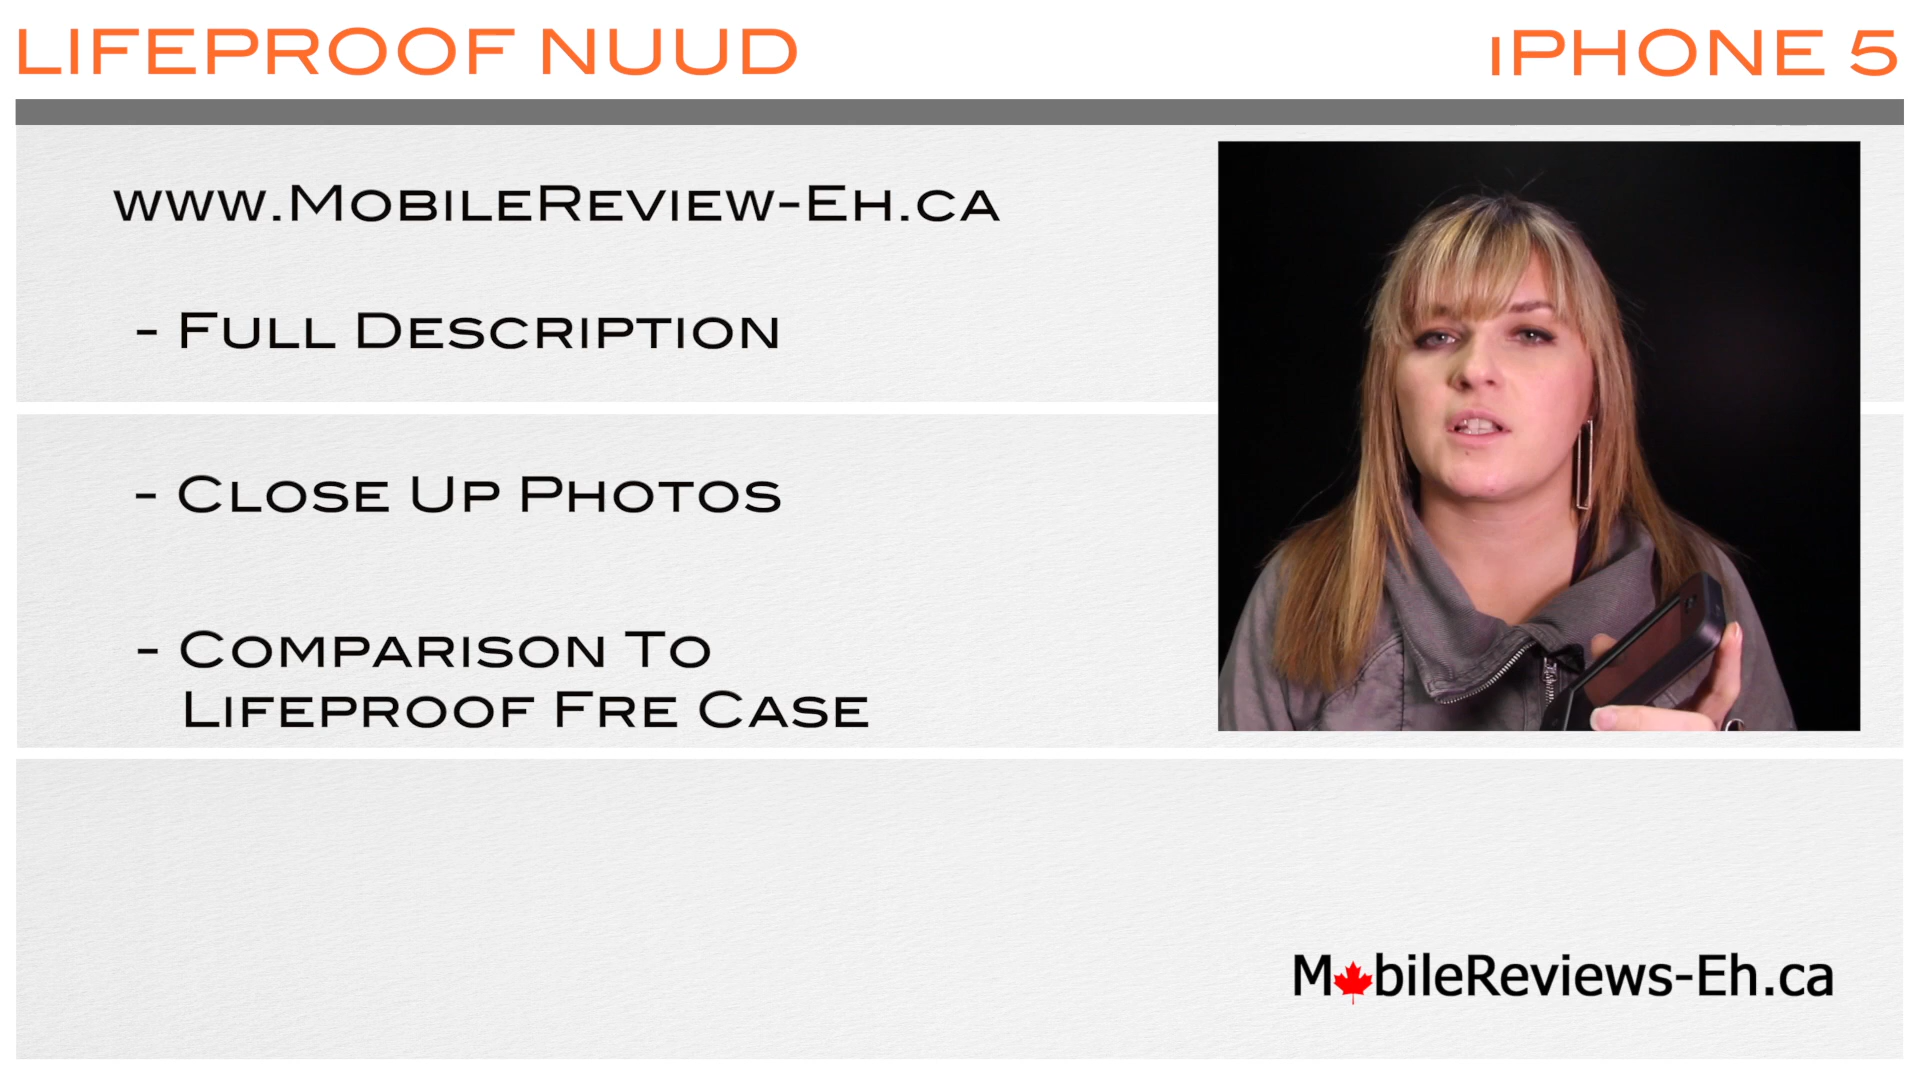 LIFEPROOF NUUD
iPHONE 5
www.MobileReview-Eh.ca
- Full Description
- Close Up Photos
- Comparison To
Lifeproof Fre Case
MobileReviews-Eh.ca